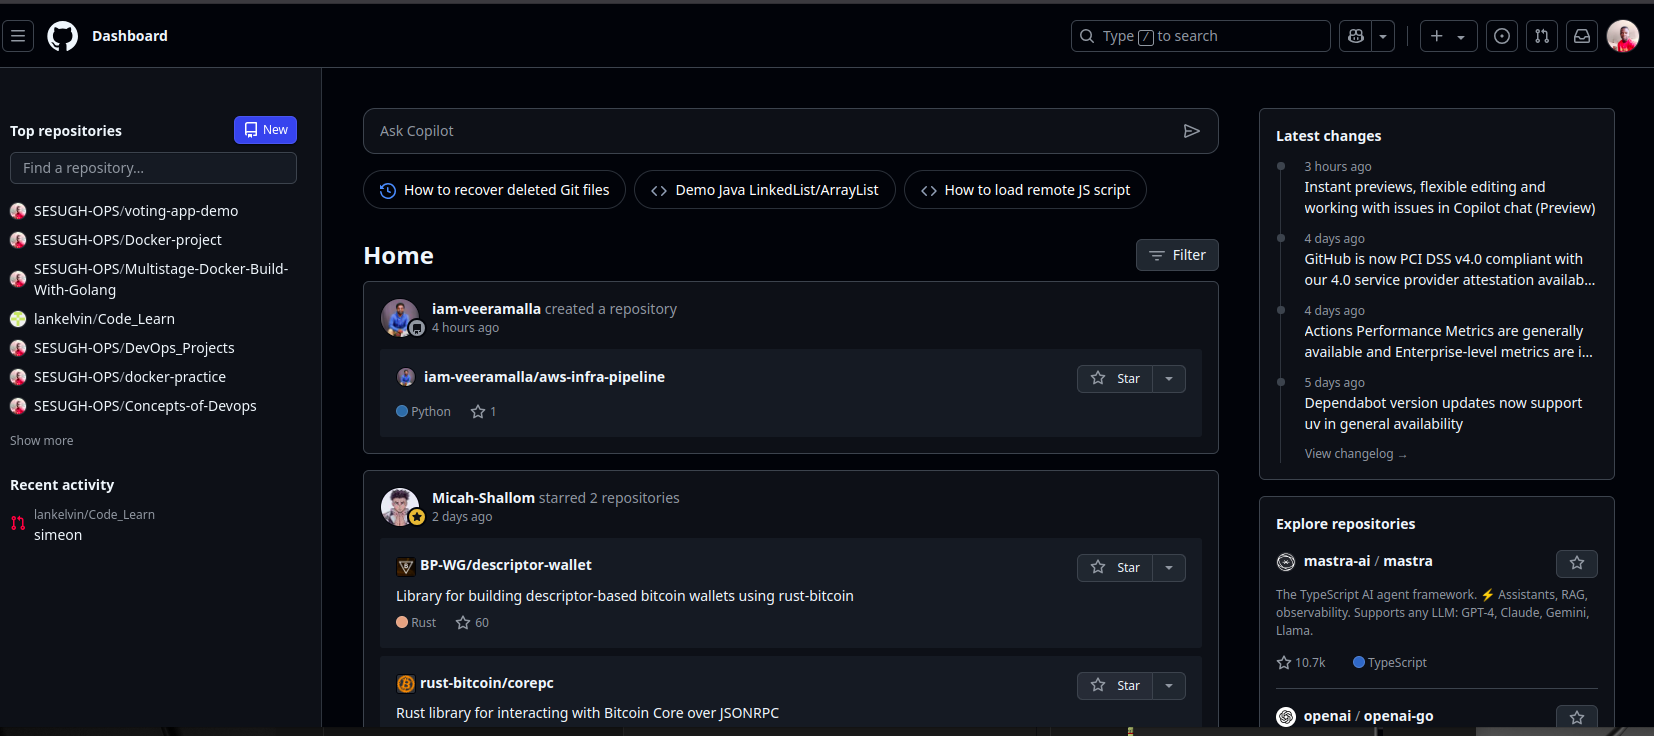 Dashboard
Type / to search
Top repositories
New
Find a repository...
SESUGH-OPS/voting-app-demo
SESUGH-OPS/Docker-project
SESUGH-OPS/Multistage-Docker-Build-
With-Golang
lankelvin/Code_Learn
SESUGH-OPS/DevOps_Projects
SESUGH-OPS/docker-practice
SESUGH-OPS/Concepts-of-Devops
Show more
Recent activity
lankelvin/Code_Learn
simeon
Ask Copilot
How to recover deleted Git files
Demo Java LinkedList/ArrayList
How to load remote JS script
Home
Filter
iam-veeramalla created a repository
4 hours ago
iam-veeramalla/aws-infra-pipeline
Star
Python 1
Micah-Shallom starred 2 repositories
2 days ago
BP-WG/descriptor-wallet
Star
Library for building descriptor-based bitcoin wallets using rust-bitcoin
Rust 60
rust-bitcoin/corepc
Star
Rust library for interacting with Bitcoin Core over JSONRPC
Latest changes
3 hours ago
Instant previews, flexible editing and
working with issues in Copilot chat (Preview)
4 days ago
GitHub is now PCI DSS v4.0 compliant with
our 4.0 service provider attestation availab...
4 days ago
Actions Performance Metrics are generally
available and Enterprise-level metrics are i...
5 days ago
Dependabot version updates now support
uv in general availability
View changelog →
Explore repositories
mastra-ai / mastra
The TypeScript AI agent framework. ⚡ Assistants, RAG,
observability. Supports any LLM: GPT-4, Claude, Gemini,
Llama.
10.7k TypeScript
openai / openai-go